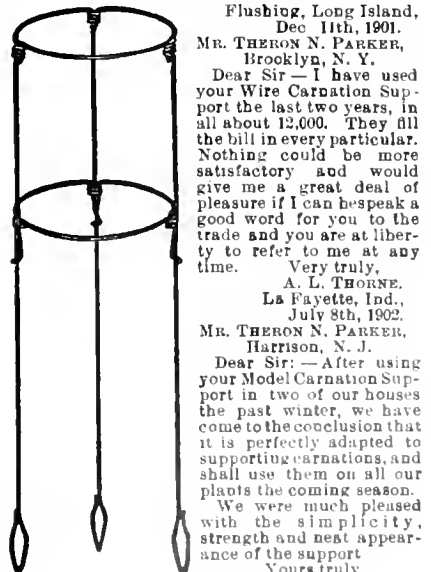 Flushing, Long Island,
Dec 11th, 1901.
MR. THERON N. PARKER,
Brooklyn, N. Y.
Dear Sir — I have used
your Wire Carnation Sup-
port the last two years, in
all about 12,000. They fill
the bill in every particular.
Nothing could be more
satisfactory and would
give me a great deal of
pleasure if I can bespeak a
good word for you to the
trade and you are at liber-
ty to refer to me at any
time. Very truly,
A. L. THORNE.
La Fayette, Ind.,
July 8th, 1902.
MR. THERON N. PARKER,
Harrison, N. J.
Dear Sir: — After using
your Model Carnation Sup-
port in two of our houses
the past winter, we have
come to the conclusion that
it is perfectly adapted to
supporting carnations, and
shall use them on all our
plants the coming season.
We were much pleased
with the simplicity,
strength and neat appear-
ance of the support
Yours truly